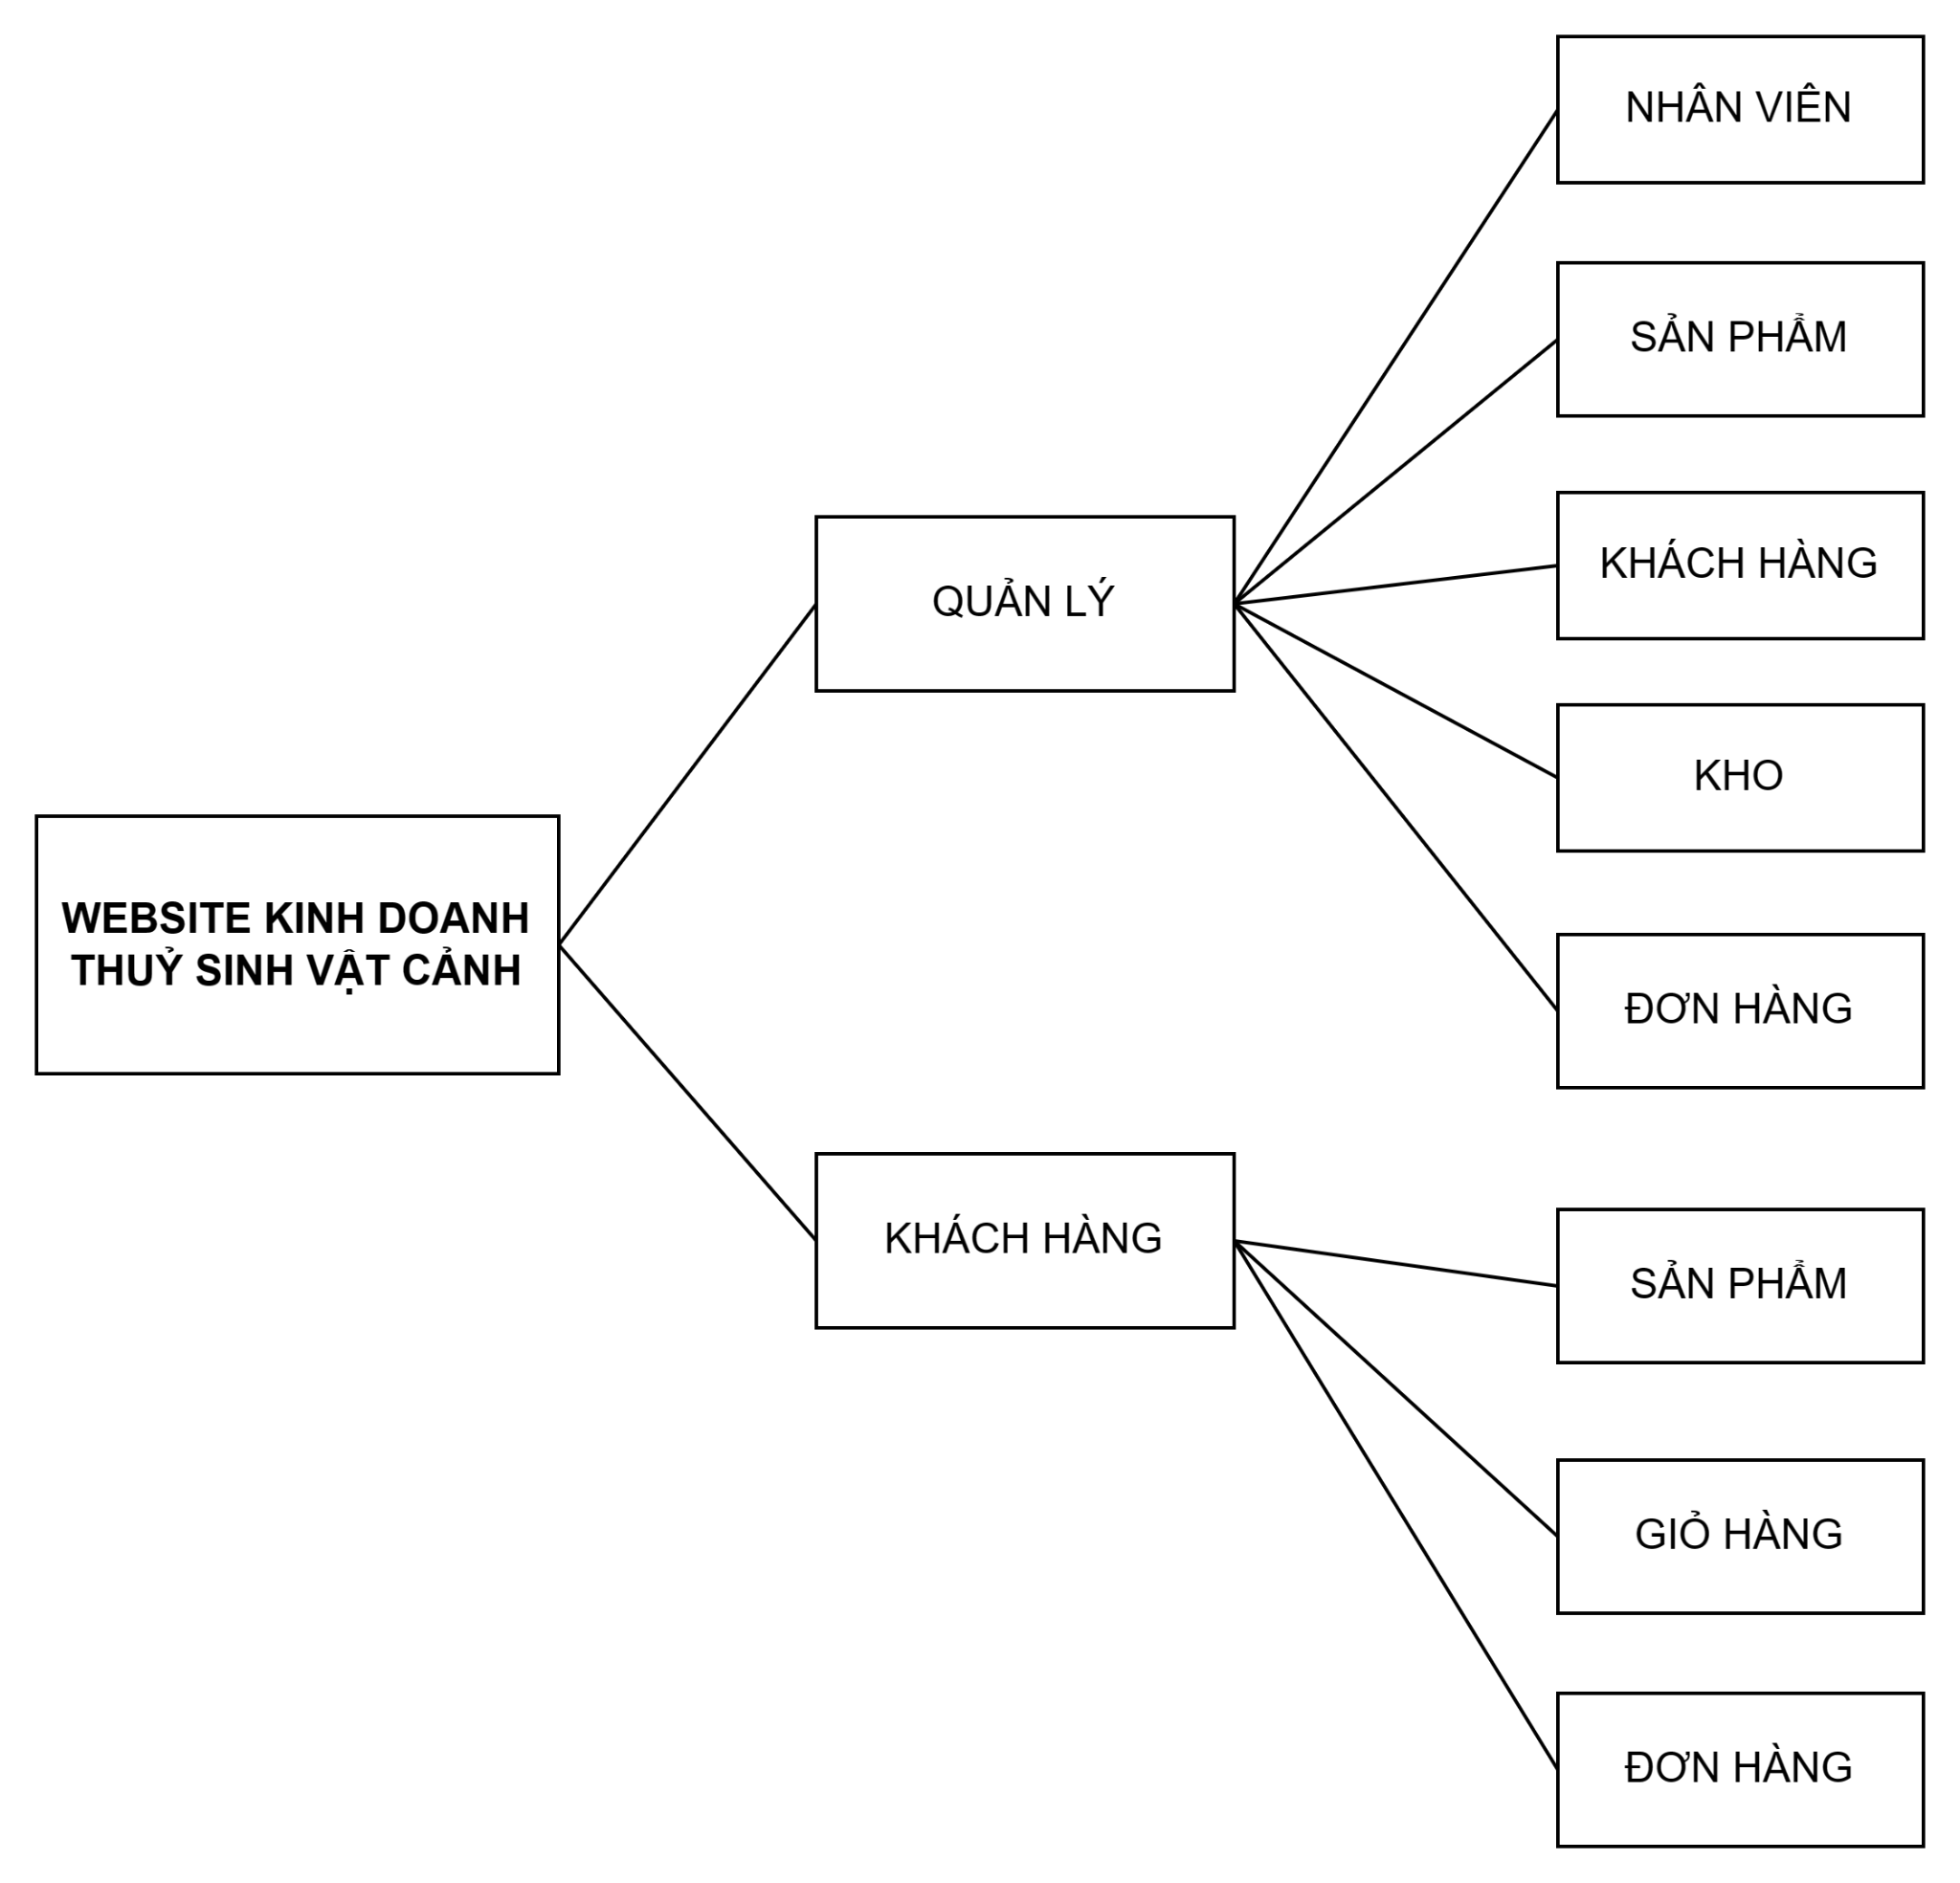 NHÂN VIÊN
SẢN PHẨM
KHÁCH HÀNG
QUẢN LÝ
KHO
WEBSITE KINH DOANH
THUỶ SINH VẬT CẢNH
ĐƠN HÀNG
KHÁCH HÀNG
SẢN PHẨM
GIỎ HÀNG
ĐƠN HÀNG